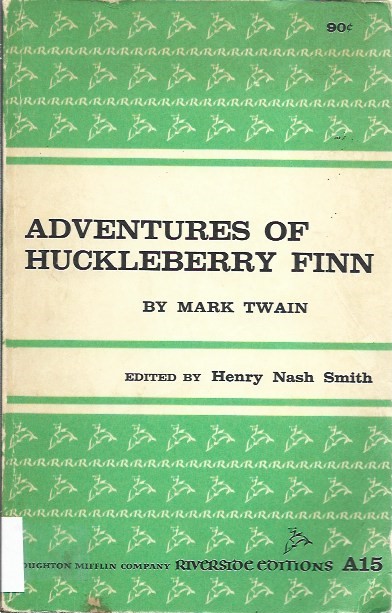 90¢
ADVENTURES OF
HUCKLEBERRY FINN
BY MARK TWAIN
EDITED BY Henry Nash Smith
OUGHTON MIFFLIN COMPANY RIVERSIDE EDITIONS A15